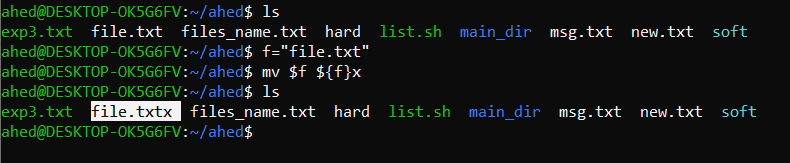 ahed@DESKTOP-OK5G6FV:~/ahed$ ls
exp3.txt file.txt files_name.txt hard list.sh main_dir msg.txt new.txt soft
ahed@DESKTOP-OK5G6FV:~/ahed$ f="file.txt"
ahed@DESKTOP-OK5G6FV:~/ahed$ mv $f ${f}x
ahed@DESKTOP-OK5G6FV:~/ahed$ ls
exp3.txt file.txtx files_name.txt hard list.sh main_dir msg.txt new.txt soft
ahed@DESKTOP-OK5G6FV:~/ahed$